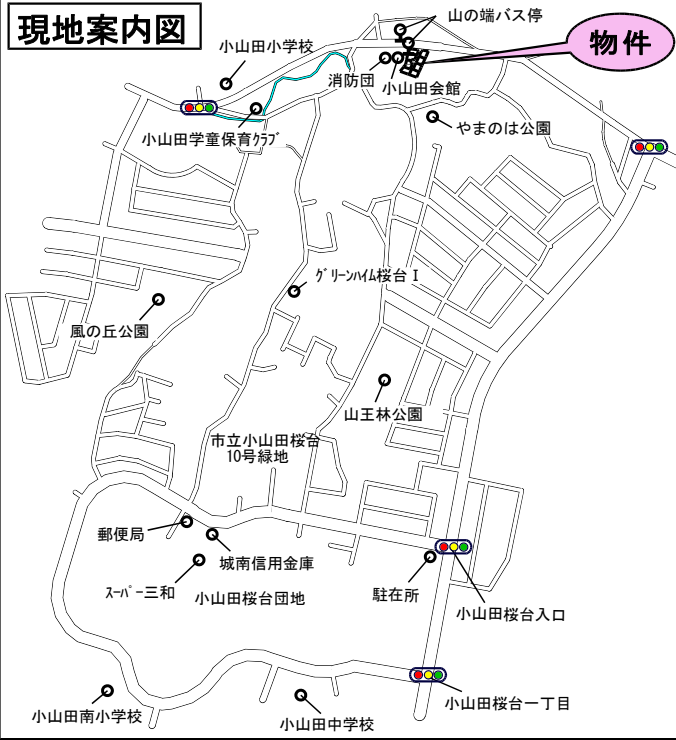 現地案内図
山の端バス停
物件
小山田小学校
消防団
小山田会館
小山田学童保育ｸﾗﾌﾞ
やまのは公園
ｸﾞﾘｰﾝﾊｲﾑ桜台Ⅰ
風の丘公園
山王林公園
市立小山田桜台
10号緑地
郵便局
城南信用金庫
ｽｰﾊﾟｰ三和
小山田桜台団地
駐在所
小山田桜台入口
小山田桜台一丁目
小山田南小学校
小山田中学校